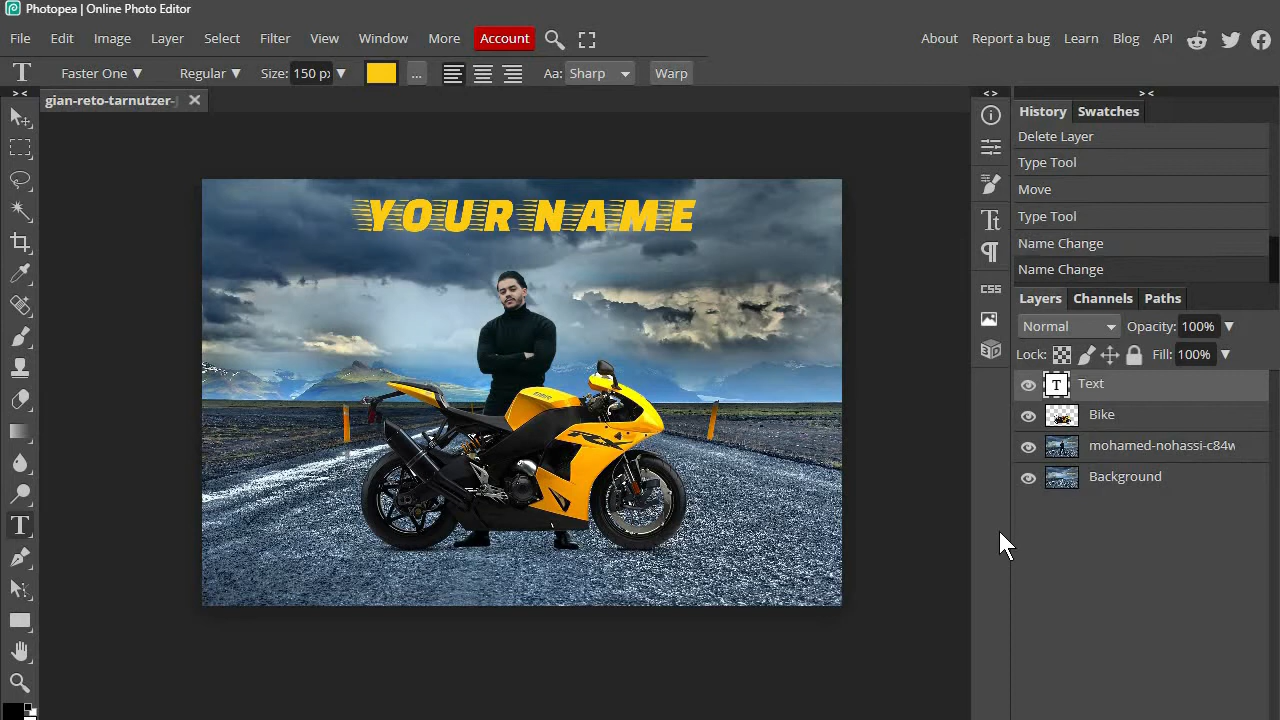 Photopea | Online Photo Editor
File Edit Image Layer Select Filter View Window More Account About Report a bug Learn Blog API
Faster One Regular Size: 150 px ... Aa: Sharp Warp
gian-reto-tarnutzer-
History Swatches
Delete Layer
Type Tool
Move
Type Tool
Name Change
Name Change
CSS
Layers Channels Paths
Normal Opacity: 100%
Lock: Fill: 100%
Text
Bike
mohamed-nohassi-c84w
Background
YOUR NAME